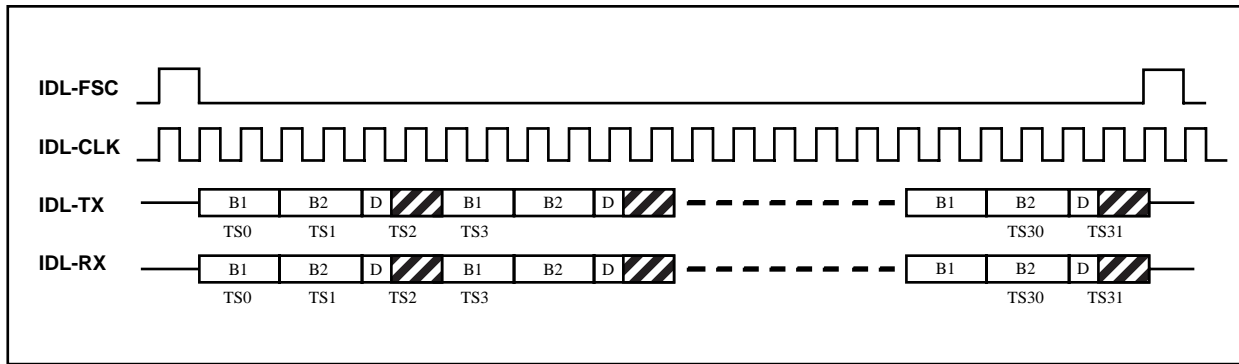 IDL-FSC
IDL-CLK
IDL-TX
B1 B2 D B1 B2 D B1 B2 D
TS0 TS1 TS2 TS3 TS30 TS31
IDL-RX
B1 B2 D B1 B2 D B1 B2 D
TS0 TS1 TS2 TS3 TS30 TS31